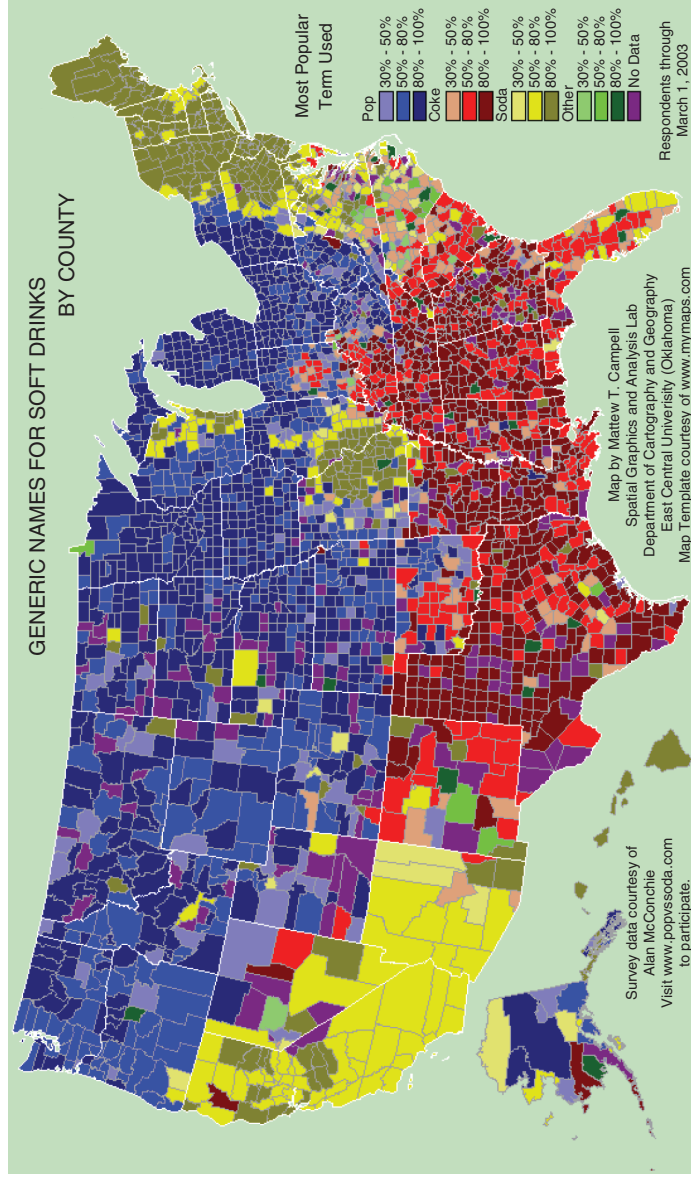 GENERIC NAMES FOR SOFT DRINKS
BY COUNTY
Most Popular
Term Used
Pop
30% - 50%
50% - 80%
80% - 100%
Coke
30% - 50%
50% - 80%
80% - 100%
Soda
30% - 50%
50% - 80%
80% - 100%
Other
30% - 50%
50% - 80%
80% - 100%
No Data
Respondents through
March 1, 2003
Map by Mattew T. Campell
Spatial Graphics and Analysis Lab
Department of Cartography and Geography
East Central Univerisity (Oklahoma)
Map Template courtesy of www.mymaps.com
Survey data courtesy of
Alan McConchie
Visit www.popvssoda.com
to participate.